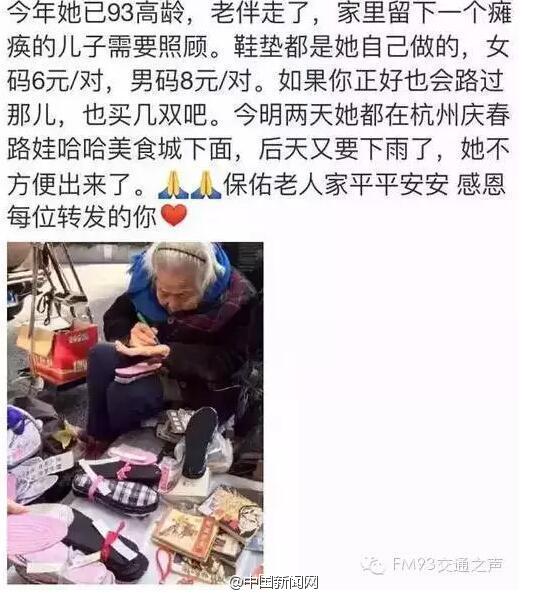 今年她已93高龄，老伴走了，家里留下一个瘫
痪的儿子需要照顾。鞋垫都是她自己做的，女
码6元/对，男码8元/对。如果你正好也会路过
那儿，也买几双吧。今明两天她都在杭州庆春
路娃哈哈美食城下面，后天又要下雨了，她不
方便出来了。🙏🙏保佑老人家平平安安 感恩
每位转发的你❤️
FM93交通之声
@中国新闻网